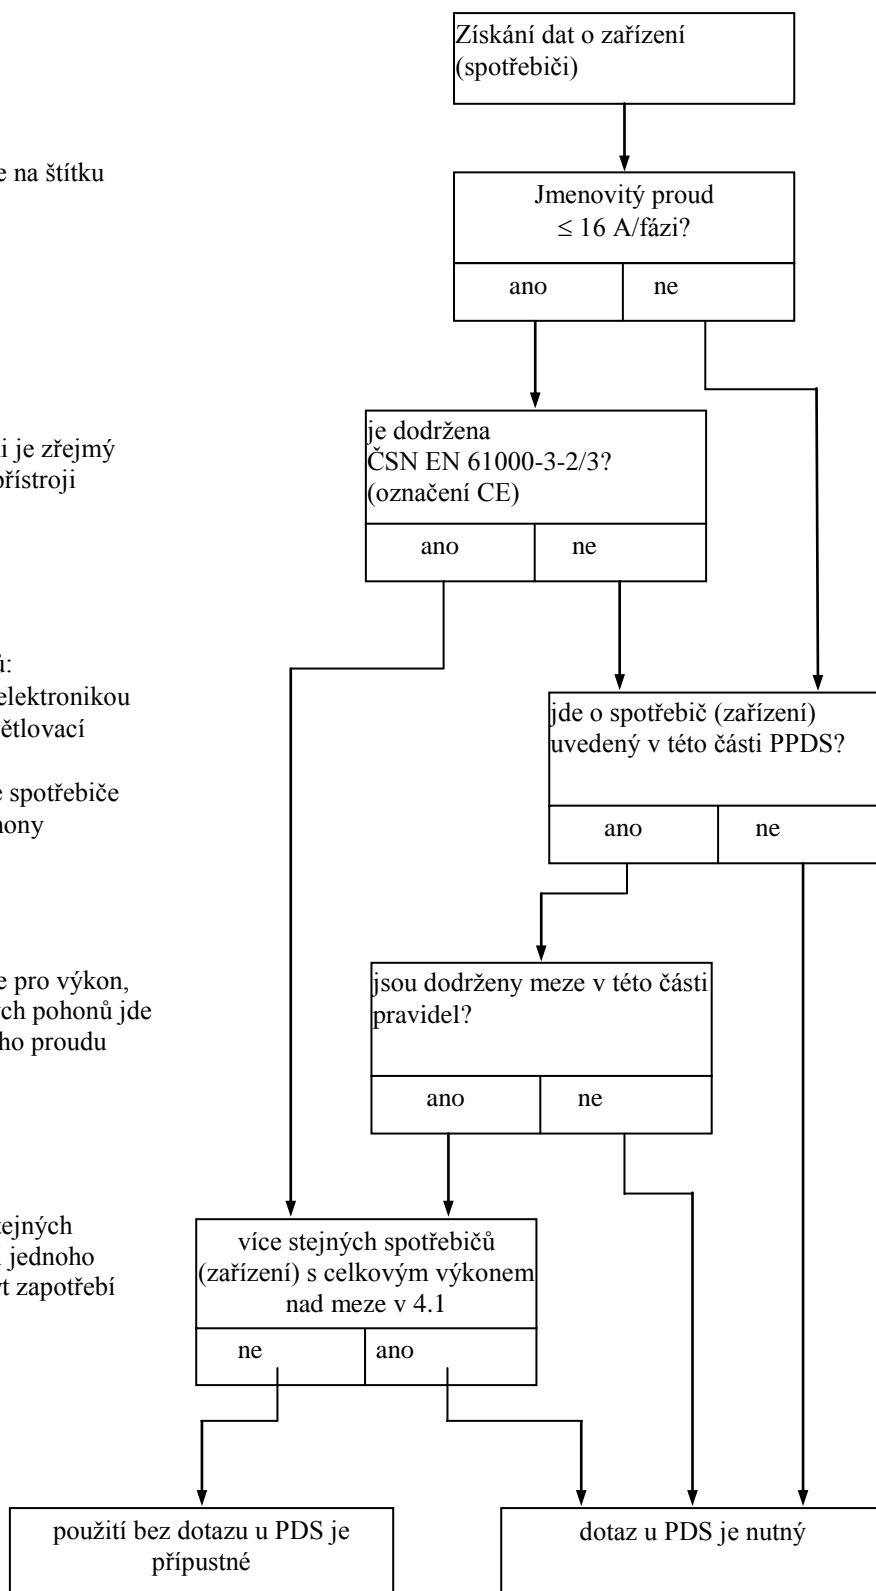 Získání dat o zařízení
(spotřebiči)
e na štítku
Jmenovitý proud
≤ 16 A/fázi?
ano
ne
i je zřejmý
přístroji
je dodržena
ČSN EN 61000-3-2/3?
(označení CE)
ano
ne
ů:
elektronikou
ětlovací
e spotřebiče
hony
jde o spotřebič (zařízení)
uvedený v této části PPDS?
ano
ne
e pro výkon,
ých pohonů jde
ho proudu
jsou dodrženy meze v této části
pravidel?
ano
ne
tejných
jednoho
t zapotřebí
více stejných spotřebičů
(zařízení) s celkovým výkonem
nad meze v 4.1
ne
ano
použití bez dotazu u PDS je
přípustné
dotaz u PDS je nutný